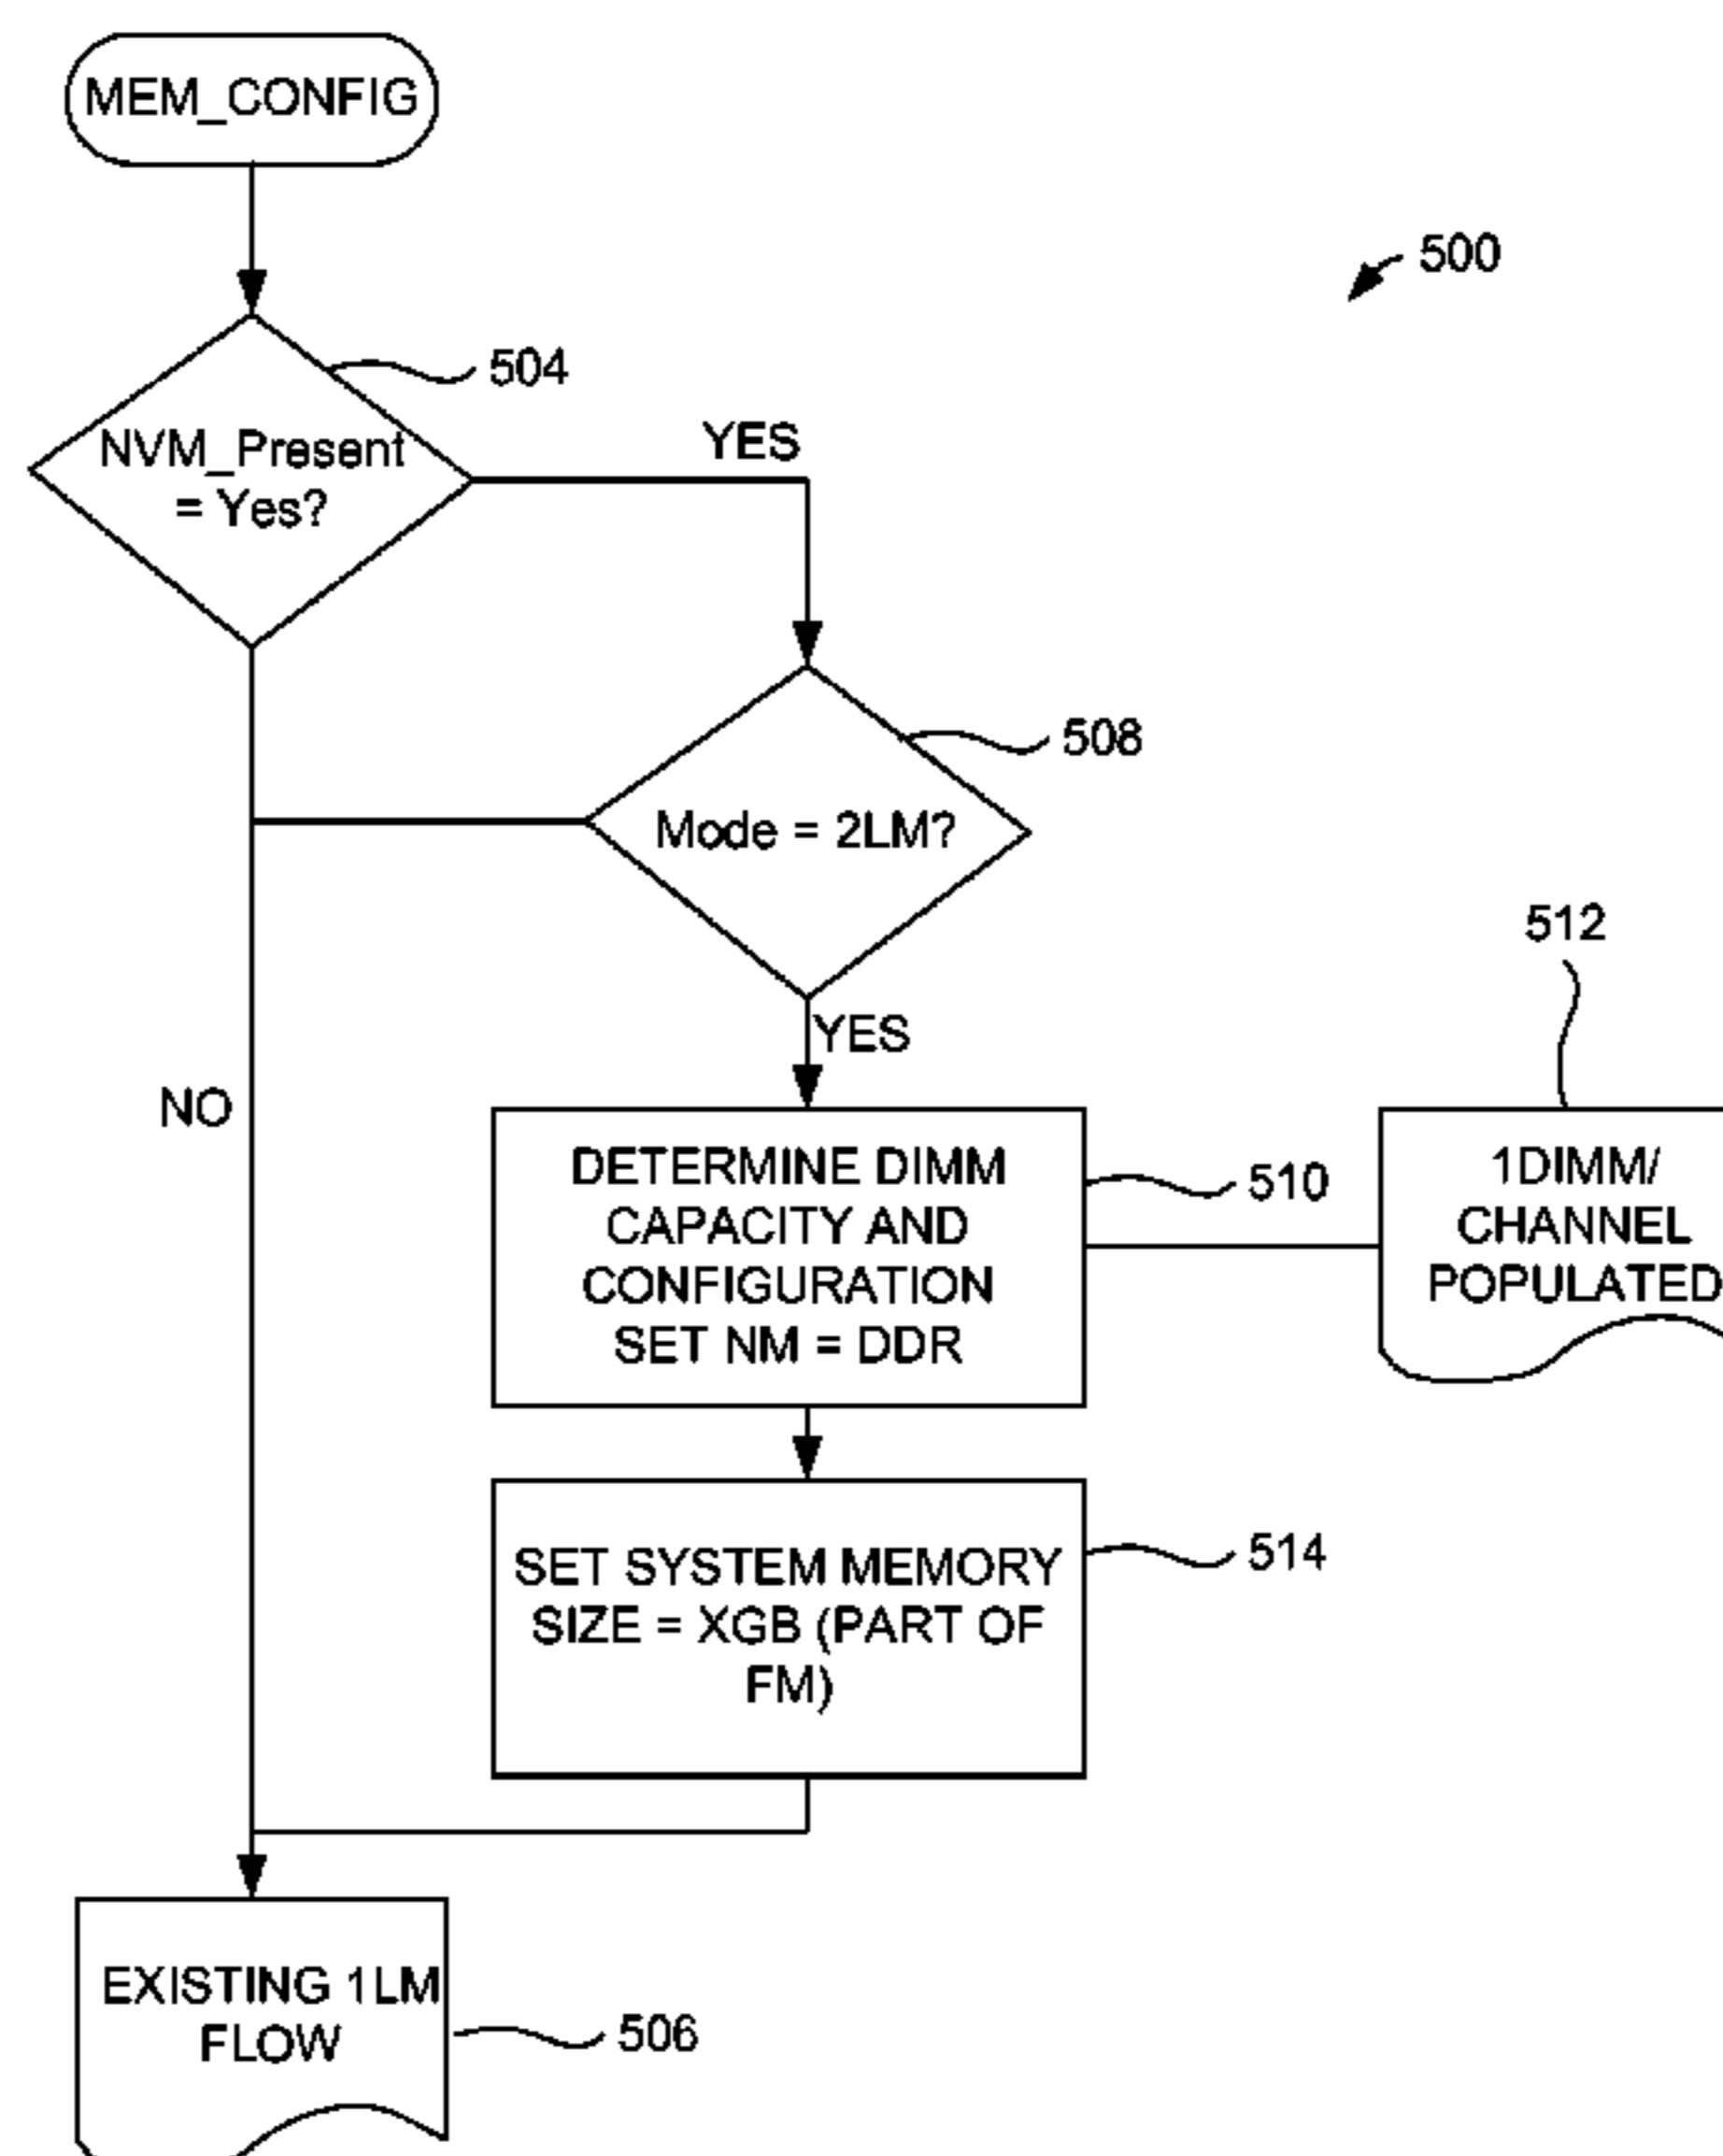 MEM_CONFIG
500
504
NVM_Present
= Yes?
YES
508
Mode = 2LM?
YES
NO
512
DETERMINE DIMM
CAPACITY AND
CONFIGURATION
SET NM = DDR
510
1DIMM/
CHANNEL
POPULATED
SET SYSTEM MEMORY
SIZE = XGB (PART OF
FM)
514
EXISTING 1LM
FLOW
506